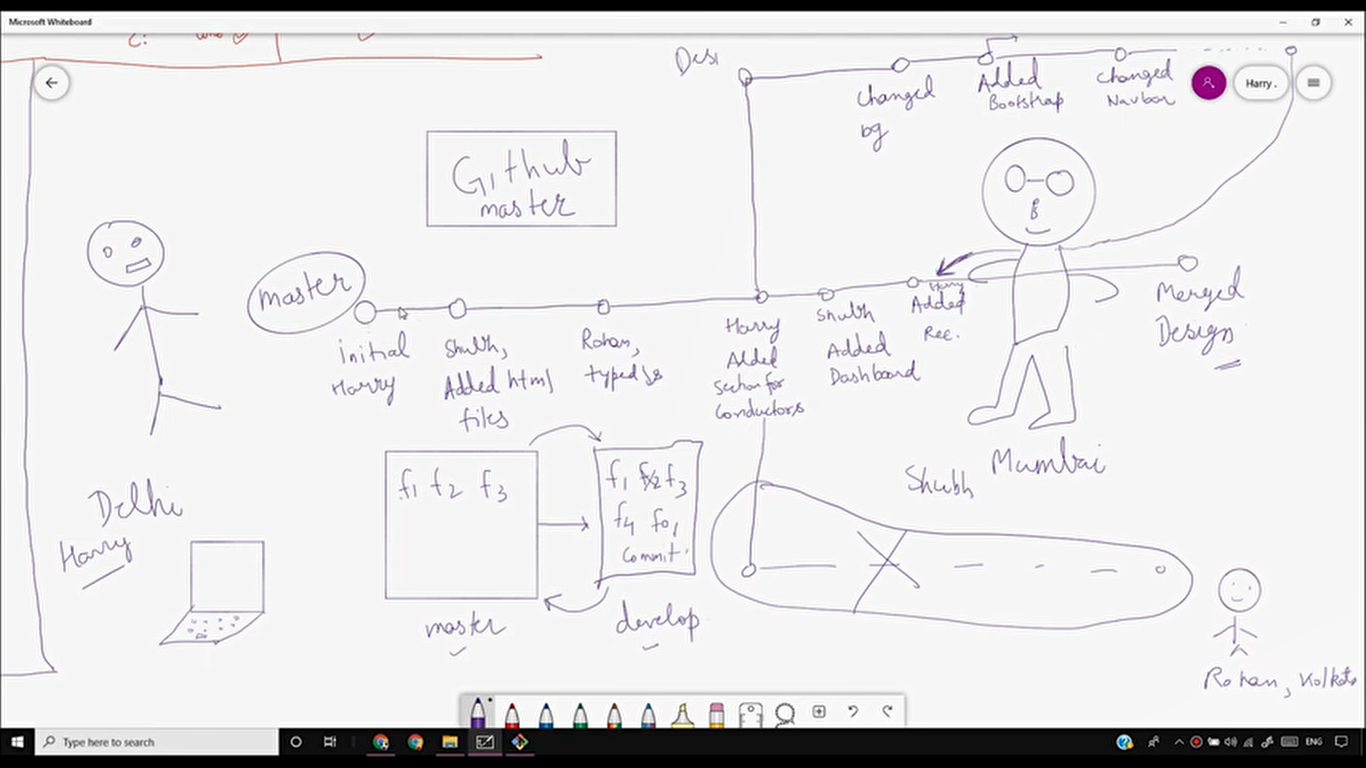 Microsoft Whiteboard
Desi
Changed
bg
Added
Bootstrap
Changed
Navbar
Harry .
Github
master
master
initial
Harry
Shubh,
Added html
files
Rohan,
typed js
Harry
Added
Section for
Conductors
Shubh
Added
Dashboard
Harry
Added
Rec.
Merged
Design
Delhi
Harry
f1 f2 f3
master
f1 f2 f3
f4 fo1
Commit
develop
Shubh
Mumbai
Rohan, Kolkata
Type here to search
ENG